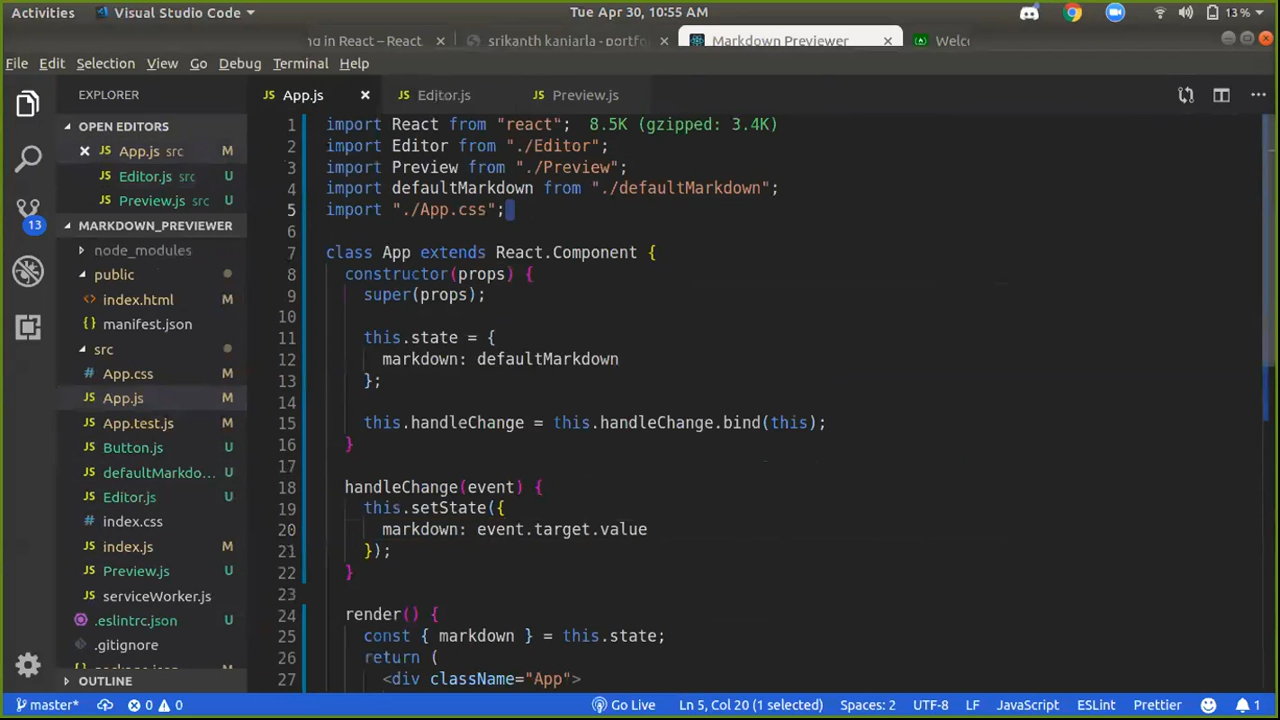 Activities Visual Studio Code Tue Apr 30, 10:55 AM 13 %
ng in React – React srikanth kaniarla - portfo Markdown Previewer Welc
File Edit Selection View Go Debug Terminal Help
EXPLORER App.js Editor.js Preview.js
OPEN EDITORS
App.js src M
Editor.js src U
Preview.js src U
13
MARKDOWN_PREVIEWER
node_modules
public
index.html M
manifest.json
src
App.css M
App.js M
App.test.js M
Button.js U
defaultMarkdo... U
Editor.js U
index.css
index.js M
Preview.js U
serviceWorker.js
.eslintrc.js U
.gitignore
package.json M
OUTLINE
1 import React from "react"; 8.5K (gzipped: 3.4K)
2 import Editor from "./Editor";
3 import Preview from "./Preview";
4 import defaultMarkdown from "./defaultMarkdown";
5 import "./App.css";
6
7 class App extends React.Component {
8 constructor(props) {
9 super(props);
10
11 this.state = {
12 markdown: defaultMarkdown
13 };
14
15 this.handleChange = this.handleChange.bind(this);
16 }
17
18 handleChange(event) {
19 this.setState({
20 markdown: event.target.value
21 });
22 }
23
24 render() {
25 const { markdown } = this.state;
26 return (
27 <div className="App">
master* 0 0 Go Live Ln 5, Col 20 (1 selected) Spaces: 2 UTF-8 LF JavaScript ESLint Prettier 1